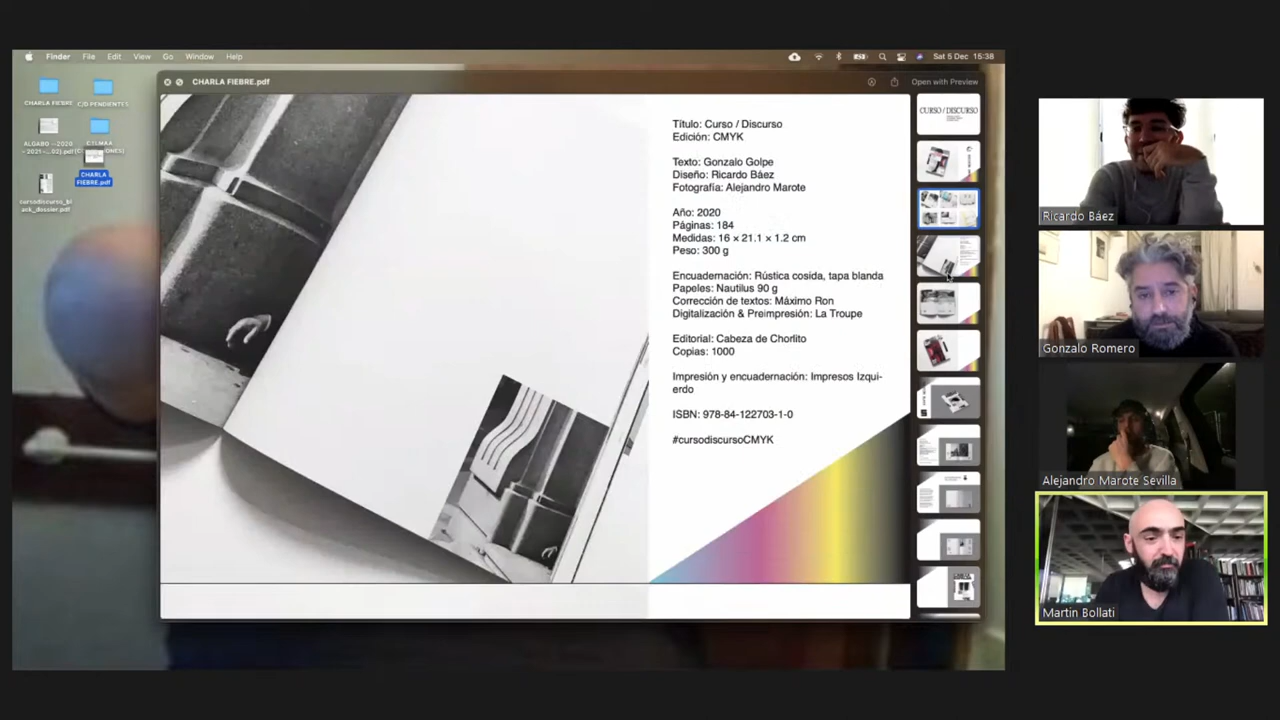 Finder File Edit View Go Window Help
Sat 5 Dec 15:38
CHARLA FIEBRE
C/D PENDIENTES
CHARLA
FIEBRE.pdf
CHARLA FIEBRE.pdf
Open with Preview
Título: Curso / Discurso
Edición: CMYK
Texto: Gonzalo Golpe
Diseño: Ricardo Báez
Fotografía: Alejandro Marote
Año: 2020
Páginas: 184
Medidas: 16 × 21.1 × 1.2 cm
Peso: 300 g
Encuadernación: Rústica cosida, tapa blanda
Papeles: Nautilus 90 g
Corrección de textos: Máximo Ron
Digitalización & Preimpresión: La Troupe
Editorial: Cabeza de Chorlito
Copias: 1000
Impresión y encuadernación: Impresos Izqui-
erdo
ISBN: 978-84-122703-1-0
#cursodiscursoCMYK
CURSO / DISCURSO
Ricardo Báez
Gonzalo Romero
Alejandro Marote Sevilla
Martin Bollati